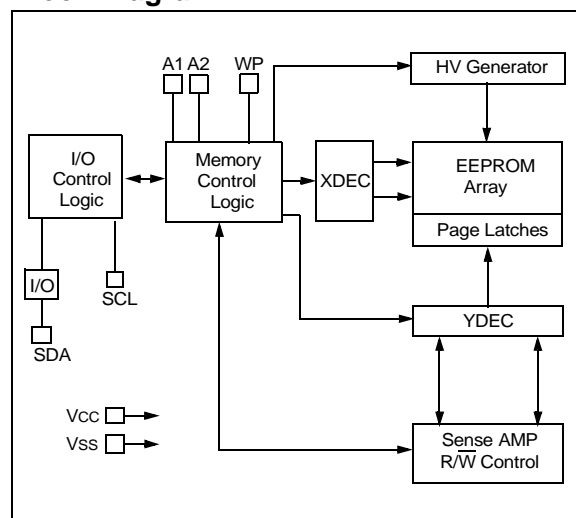 A1 A2 WP
HV Generator
I/O
Control
Logic
Memory
Control
Logic
XDEC
EEPROM
Array
Page Latches
I/O
SCL
SDA
YDEC
VCC
VSS
Sense AMP
R/W̅ Control